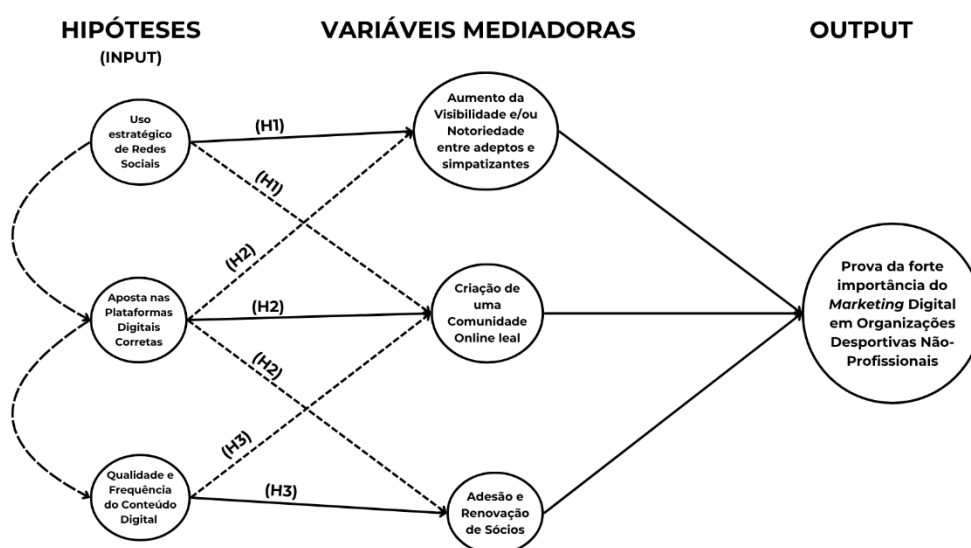 HIPÓTESES
(INPUT)
VARIÁVEIS MEDIADORAS
OUTPUT
Uso
estratégico
de Redes
Sociais
(H1)
(H1)
Aumento da
Visibilidade e/ou
Notoriedade
entre adeptos e
simpatizantes
Aposta nas
Plataformas
Digitais
Corretas
(H2)
(H2)
(H2)
Criação de
uma
Comunidade
Online leal
Qualidade e
Frequência
do Conteúdo
Digital
(H3)
(H3)
Adesão e
Renovação
de Sócios
Prova da forte
importância do
Marketing Digital
em Organizações
Desportivas Não-
Profissionais